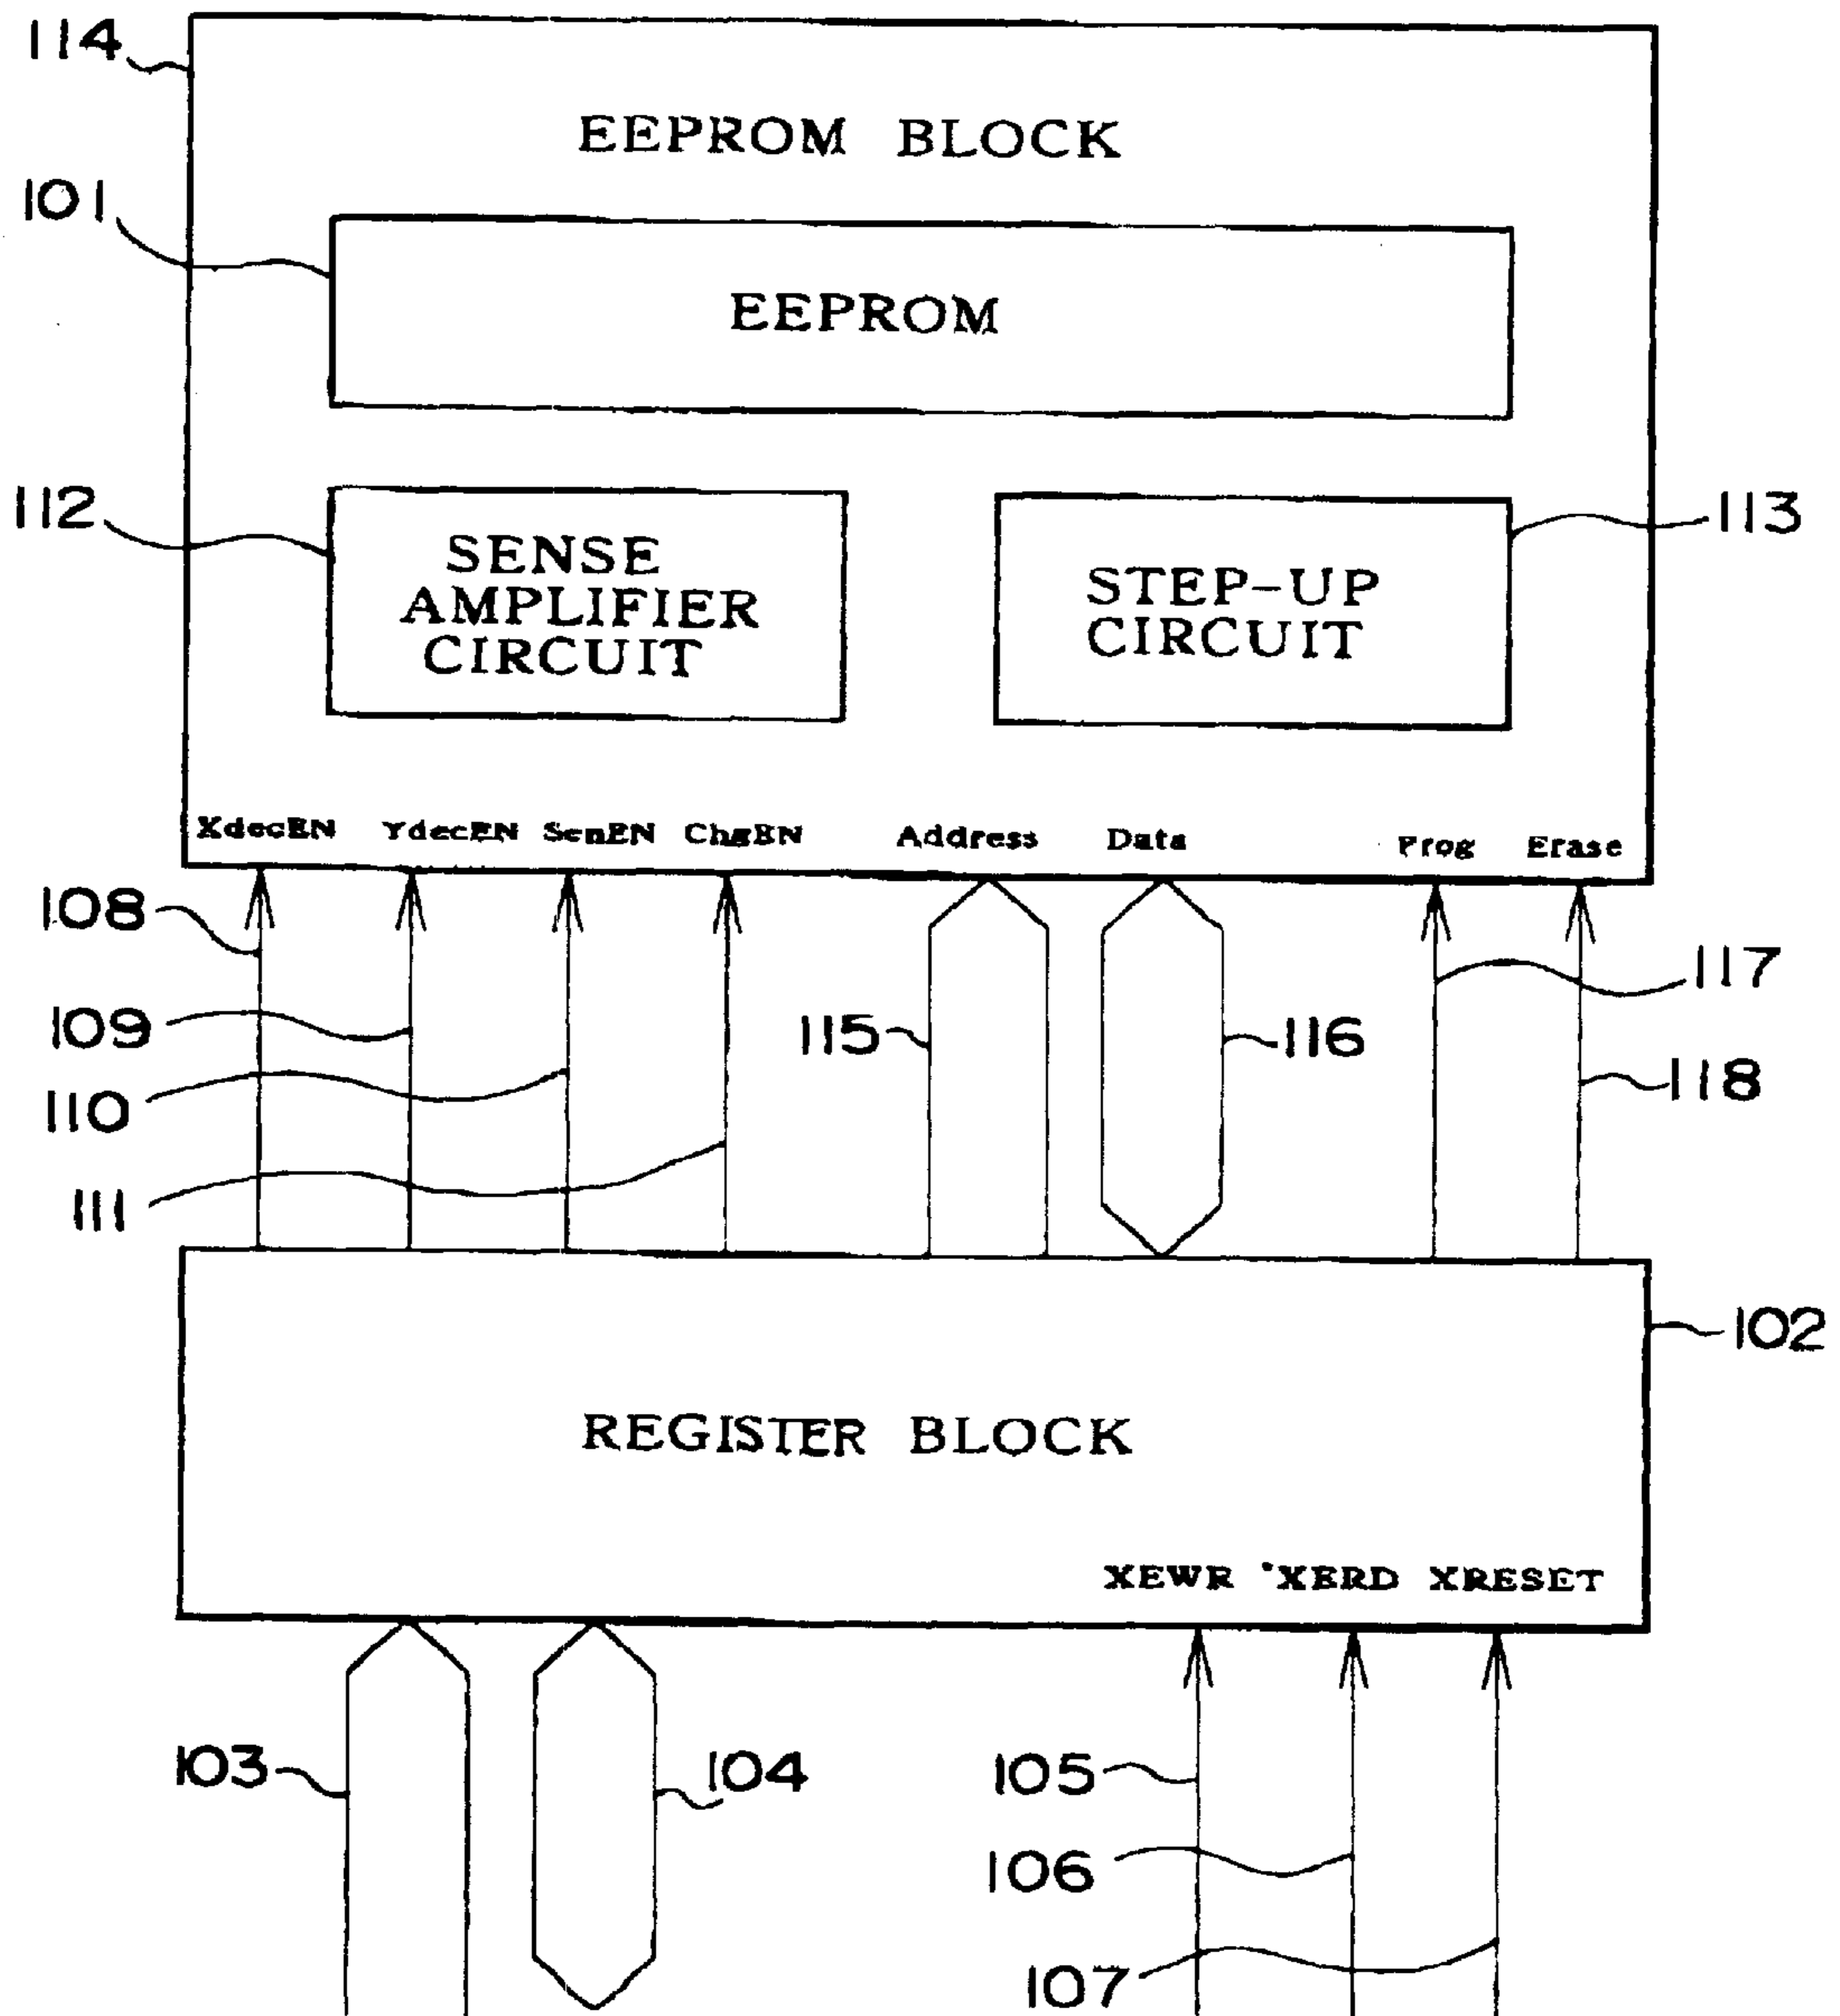 114
EEPROM BLOCK
101
EEPROM
112
SENSE
AMPLIFIER
CIRCUIT
STEP-UP
CIRCUIT
113
XdecEN YdecEN SenEN ChgEN Address Data Prog Erase
108
109
110
111
115
116
117
118
102
REGISTER BLOCK
XEWR XERD XRESET
103
104
105
106
107